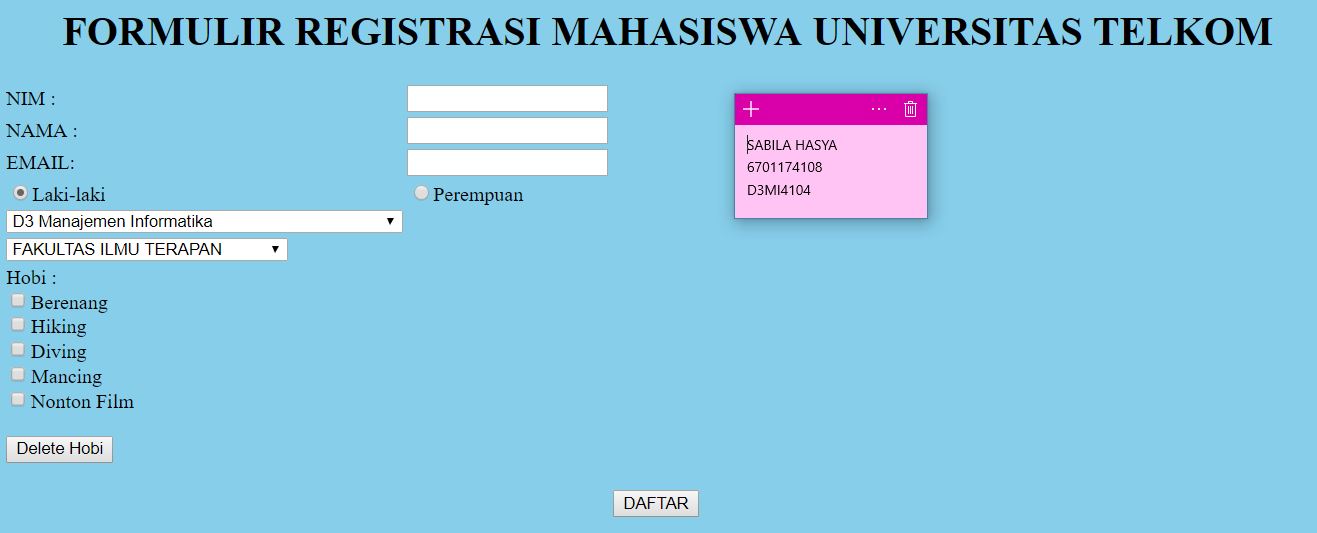 FORMULIR REGISTRASI MAHASISWA UNIVERSITAS TELKOM
NIM :
NAMA :
EMAIL:
Laki-laki Perempuan
D3 Manajemen Informatika
FAKULTAS ILMU TERAPAN
Hobi :
Berenang
Hiking
Diving
Mancing
Nonton Film
Delete Hobi
DAFTAR
SABILA HASYA
6701174108
D3MI4104